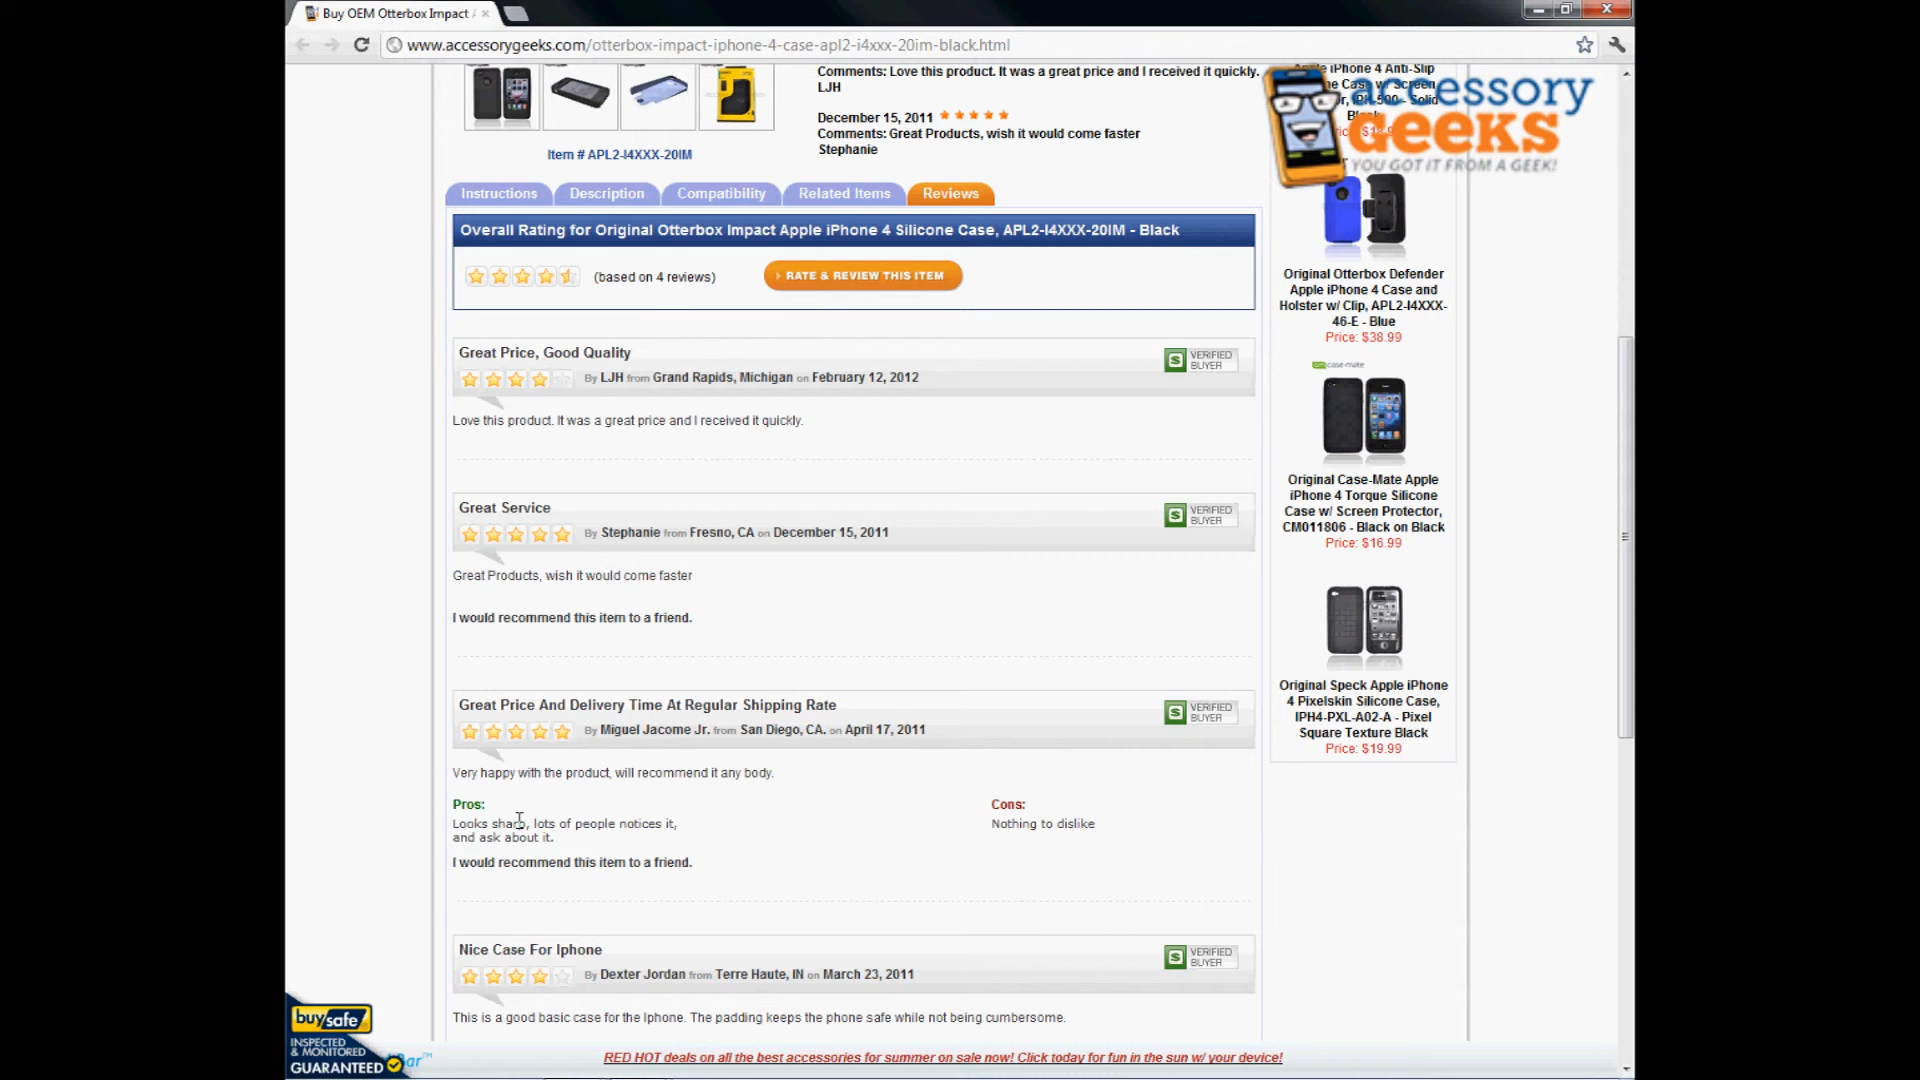 Buy OEM Otterbox Impact
www.accessorygeeks.com/otterbox-impact-iphone-4-case-apl2-i4xxx-20im-black.html
Comments: Love this product. It was a great price and I received it quickly.
LJH
December 15, 2011
Comments: Great Products, wish it would come faster
Stephanie
Item # APL2-I4XXX-20IM
Instructions
Description
Compatibility
Related Items
Reviews
Overall Rating for Original Otterbox Impact Apple iPhone 4 Silicone Case, APL2-I4XXX-20IM - Black
(based on 4 reviews)
RATE & REVIEW THIS ITEM
Great Price, Good Quality
By LJH from Grand Rapids, Michigan on February 12, 2012
VERIFIED
BUYER
Love this product. It was a great price and I received it quickly.
Great Service
By Stephanie from Fresno, CA on December 15, 2011
VERIFIED
BUYER
Great Products, wish it would come faster
I would recommend this item to a friend.
Great Price And Delivery Time At Regular Shipping Rate
By Miguel Jacome Jr. from San Diego, CA. on April 17, 2011
VERIFIED
BUYER
Very happy with the product, will recommend it any body.
Pros:
Looks sharp, lots of people notices it,
and ask about it.
Cons:
Nothing to dislike
I would recommend this item to a friend.
Nice Case For Iphone
By Dexter Jordan from Terre Haute, IN on March 23, 2011
VERIFIED
BUYER
This is a good basic case for the Iphone. The padding keeps the phone safe while not being cumbersome.
iPhone 4 Anti-Slip
accessory
GEEKS
YOU GOT IT FROM A GEEK!
Original Otterbox Defender
Apple iPhone 4 Case and
Holster w/ Clip, APL2-I4XXX-
46-E - Blue
Price: $38.99
case-mate
Original Case-Mate Apple
iPhone 4 Torque Silicone
Case w/ Screen Protector,
CM011806 - Black on Black
Price: $16.99
Original Speck Apple iPhone
4 Pixelskin Silicone Case,
IPH4-PXL-A02-A - Pixel
Square Texture Black
Price: $19.99
buySAFE
INSPECTED
& MONITORED
GUARANTEED
RED HOT deals on all the best accessories for summer on sale now! Click today for fun in the sun w/ your device!